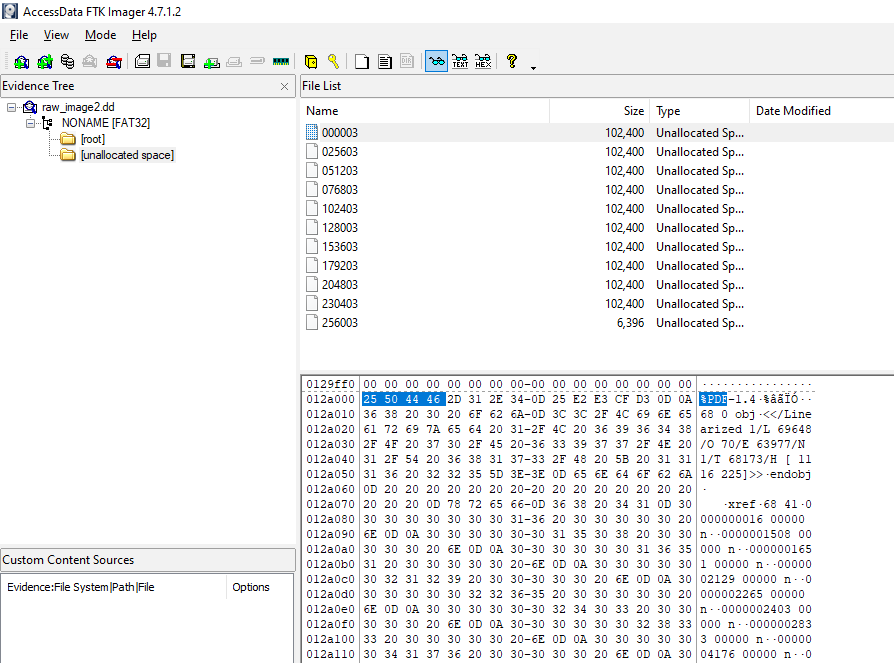 AccessData FTK Imager 4.7.1.2
File View Mode Help
TEXT HEX
Evidence Tree
raw_image2.dd
NONAME [FAT32]
[root]
[unallocated space]
File List
Name Size Type Date Modified
000003 102,400 Unallocated Sp...
025603 102,400 Unallocated Sp...
051203 102,400 Unallocated Sp...
076803 102,400 Unallocated Sp...
102403 102,400 Unallocated Sp...
128003 102,400 Unallocated Sp...
153603 102,400 Unallocated Sp...
179203 102,400 Unallocated Sp...
204803 102,400 Unallocated Sp...
230403 102,400 Unallocated Sp...
256003 6,396 Unallocated Sp...
0129ff0 00 00 00 00 00 00 00 00-00 00 00 00 00 00 00 00 ················
012a000 25 50 44 46 2D 31 2E 34-0D 25 E2 E3 CF D3 0D 0A %PDF-1.4·%âãÏÓ··
012a010 36 38 20 30 20 6F 62 6A-0D 3C 3C 2F 4C 69 6E 65 68 0 obj·<</Line
012a020 61 72 69 7A 65 64 20 31-2F 4C 20 36 39 36 34 38 arized 1/L 69648
012a030 2F 4F 20 37 30 2F 45 20-36 33 39 37 37 2F 4E 20 /O 70/E 63977/N
012a040 31 2F 54 20 36 38 31 37-33 2F 48 20 5B 20 31 31 1/T 68173/H [ 11
012a050 31 36 20 32 32 35 5D 3E-3E 0D 65 6E 64 6F 62 6A 16 225]>>·endobj
012a060 0D 20 20 20 20 20 20 20-20 20 20 20 20 20 20 20 ·
012a070 20 20 20 0D 78 72 65 66-0D 36 38 20 34 31 0D 30 ·xref·68 41·0
012a080 30 30 30 30 30 30 30 31-36 20 30 30 30 30 30 20 000000016 00000
012a090 6E 0D 0A 30 30 30 30 30-30 31 35 30 38 20 30 30 n··0000001508 00
012a0a0 30 30 30 20 6E 0D 0A 30-30 30 30 30 30 31 36 35 000 n··000000165
012a0b0 31 20 30 30 30 30 30 20-6E 0D 0A 30 30 30 30 30 1 00000 n··00000
012a0c0 30 32 31 32 39 20 30 30-30 30 30 20 6E 0D 0A 30 02129 00000 n··0
012a0d0 30 30 30 30 30 32 32 36-35 20 30 30 30 30 30 20 000002265 00000
012a0e0 6E 0D 0A 30 30 30 30 30-30 32 34 30 33 20 30 30 n··0000002403 00
012a0f0 30 30 30 20 6E 0D 0A 30-30 30 30 30 30 32 38 33 000 n··000000283
012a100 33 20 30 30 30 30 30 20-6E 0D 0A 30 30 30 30 30 3 00000 n··00000
012a110 30 34 31 37 36 20 30 30-30 30 30 20 6E 0D 0A 30 04176 00000 n··0
Custom Content Sources
Evidence:File System|Path|File Options